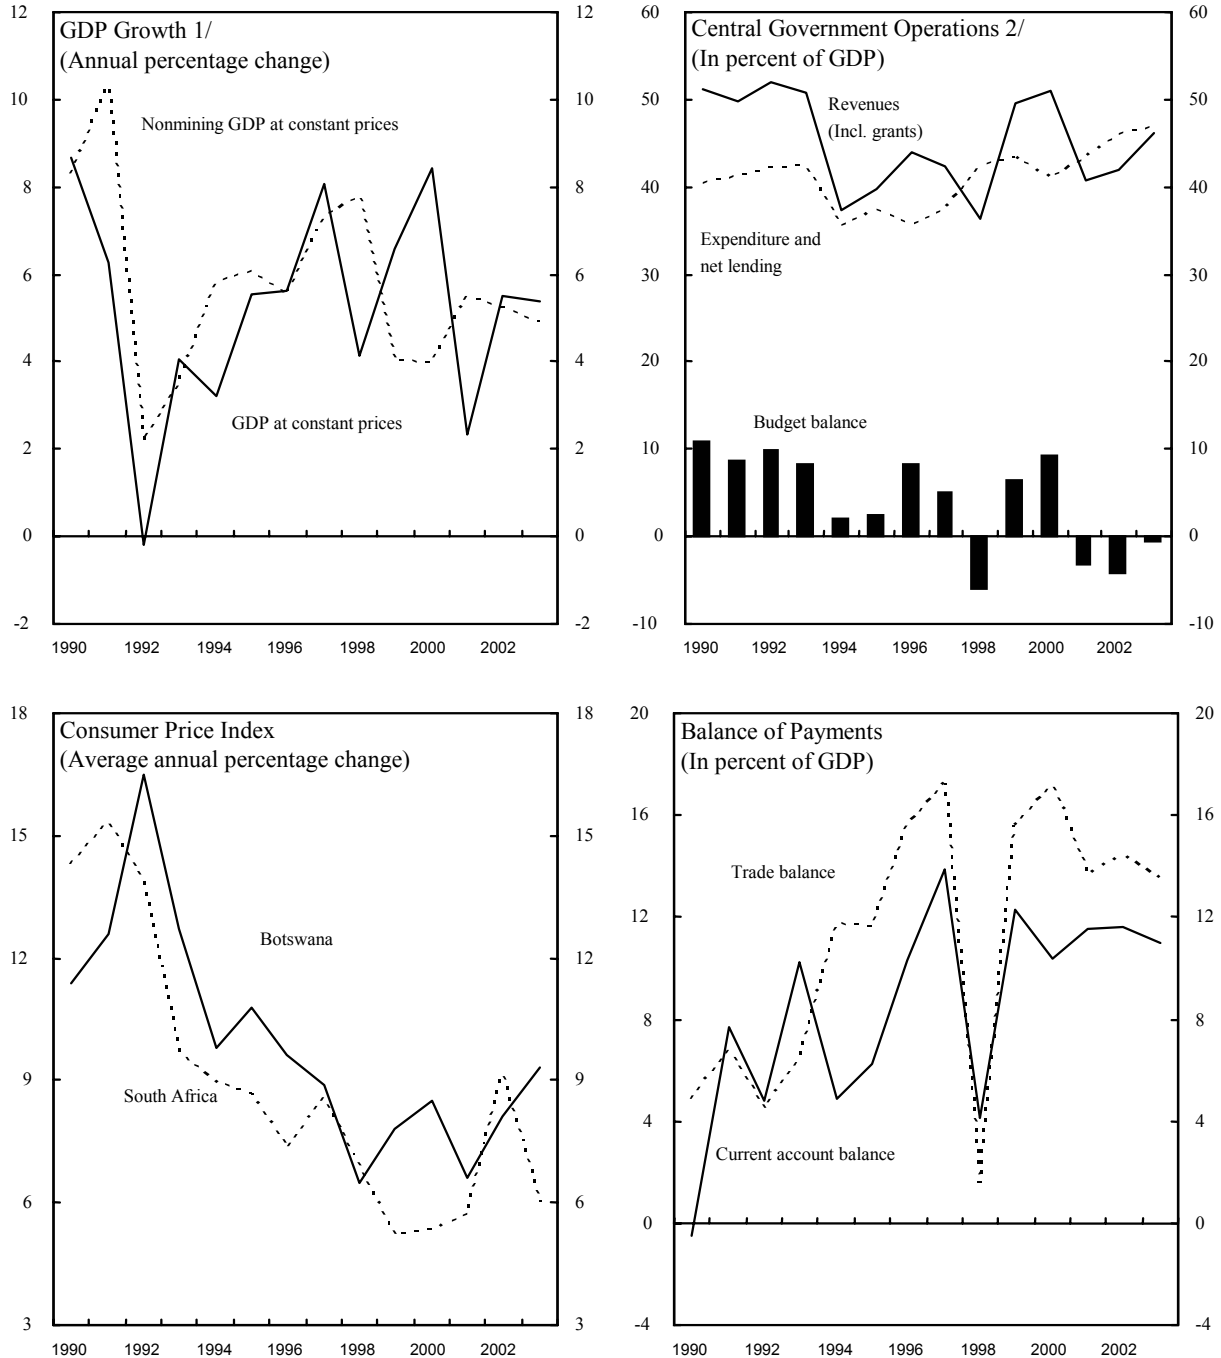 GDP Growth 1/
(Annual percentage change)
12
10
8
6
4
2
0
-2
12
10
8
6
4
2
0
-2
Nonmining GDP at constant prices
GDP at constant prices
1990 1992 1994 1996 1998 2000 2002
Central Government Operations 2/
(In percent of GDP)
60
50
40
30
20
10
0
-10
60
50
40
30
20
10
0
-10
Revenues
(Incl. grants)
Expenditure and
net lending
Budget balance
1990 1992 1994 1996 1998 2000 2002
Consumer Price Index
(Average annual percentage change)
18
15
12
9
6
3
18
15
12
9
6
3
Botswana
South Africa
1990 1992 1994 1996 1998 2000 2002
Balance of Payments
(In percent of GDP)
20
16
12
8
4
0
-4
20
16
12
8
4
0
-4
Trade balance
Current account balance
1990 1992 1994 1996 1998 2000 2002